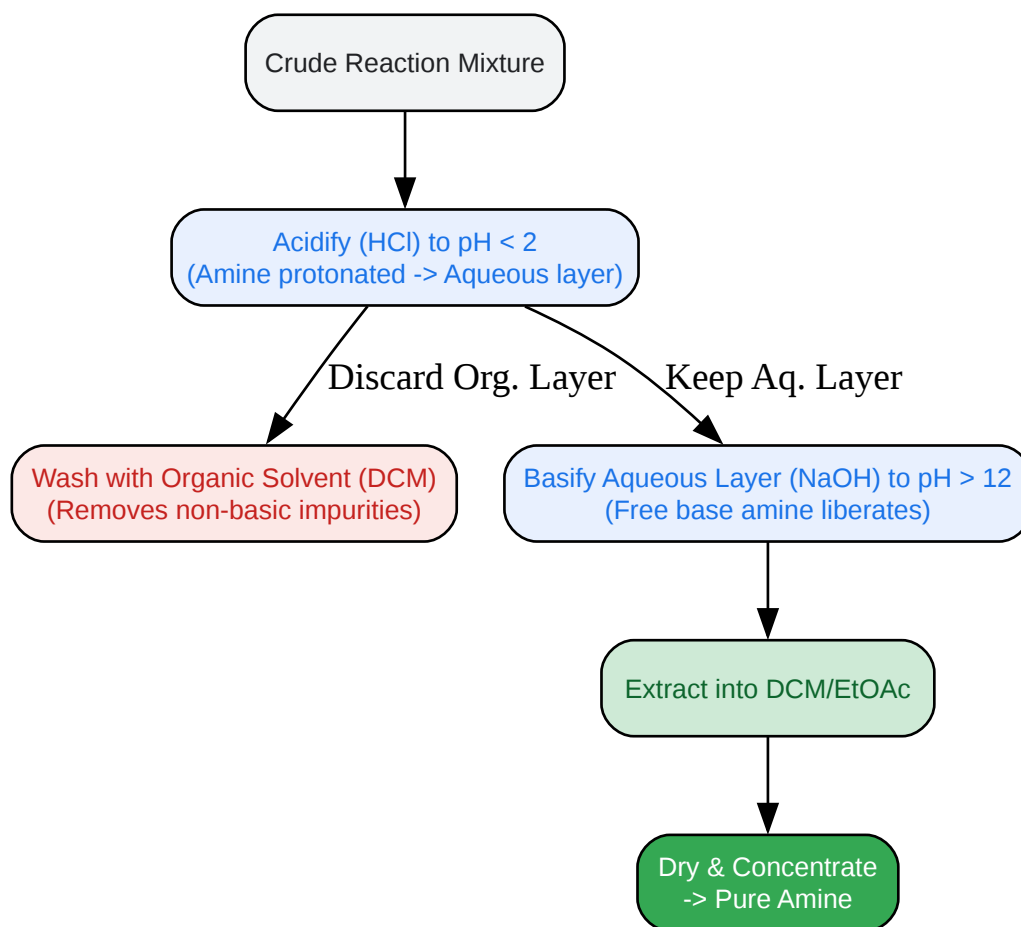 Crude Reaction Mixture
Acidify (HCl) to pH < 2
(Amine protonated -> Aqueous layer)
Discard Org. Layer
Keep Aq. Layer
Wash with Organic Solvent (DCM)
(Removes non-basic impurities)
Basify Aqueous Layer (NaOH) to pH > 12
(Free base amine liberates)
Extract into DCM/EtOAc
Dry & Concentrate
-> Pure Amine